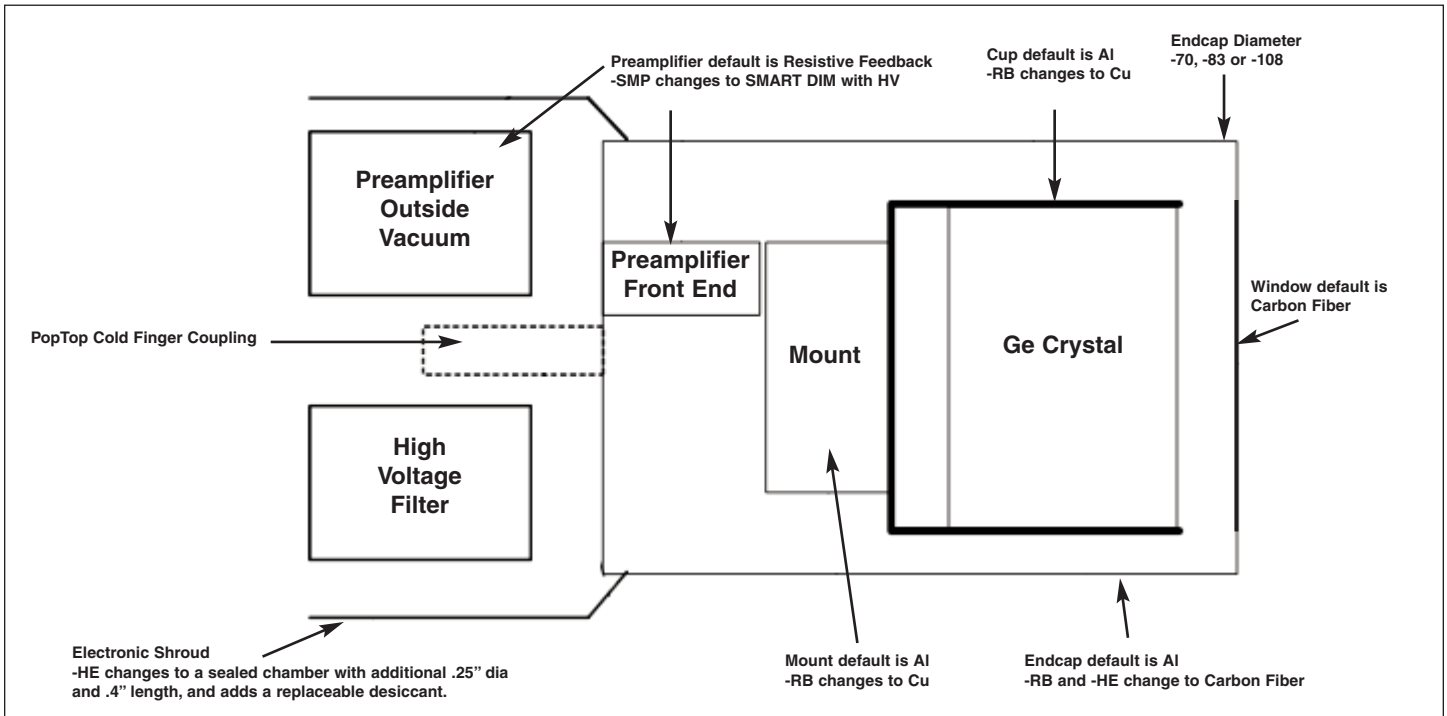 Preamplifier default is Resistive Feedback
-SMP changes to SMART DIM with HV
Cup default is Al
-RB changes to Cu
Endcap Diameter
-70, -83 or -108
Preamplifier
Outside
Vacuum
Preamplifier
Front End
Window default is
Carbon Fiber
PopTop Cold Finger Coupling
Mount
Ge Crystal
High
Voltage
Filter
Electronic Shroud
-HE changes to a sealed chamber with additional .25” dia
and .4” length, and adds a replaceable desiccant.
Mount default is Al
-RB changes to Cu
Endcap default is Al
-RB and -HE change to Carbon Fiber